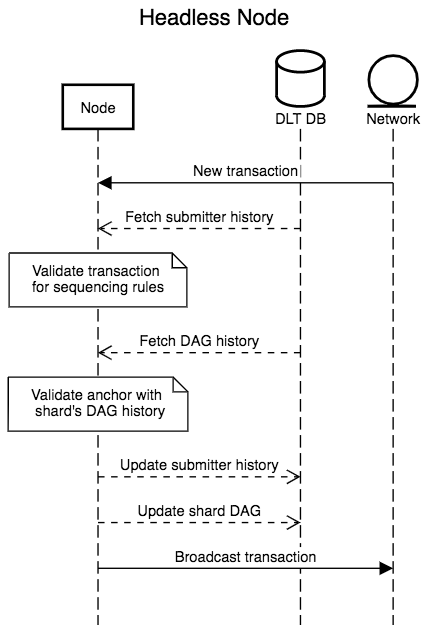 Headless Node
Node
DLT DB
Network
New transaction
Fetch submitter history
Validate transaction
for sequencing rules
Fetch DAG history
Validate anchor with
shard's DAG history
Update submitter history
Update shard DAG
Broadcast transaction